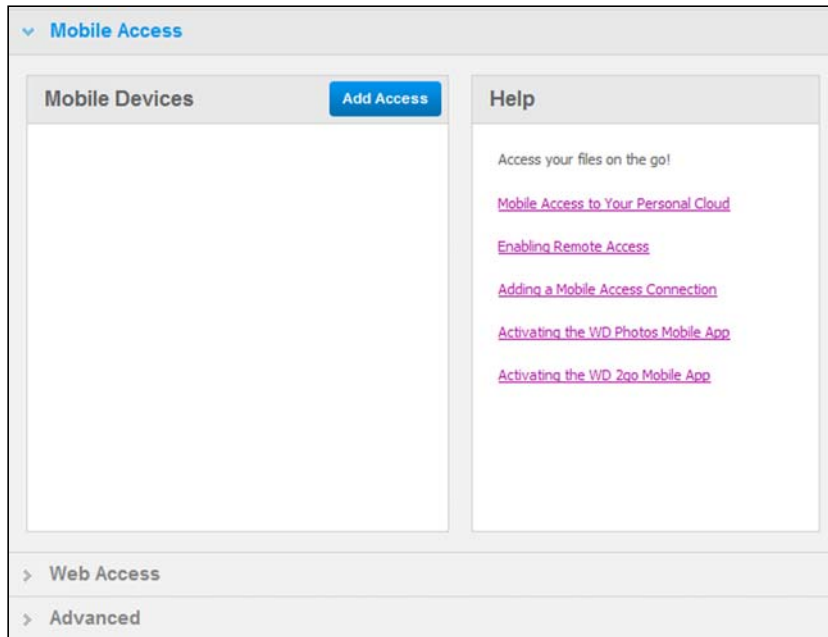 Mobile Access
Mobile Devices
Add Access
Help
Access your files on the go!
Mobile Access to Your Personal Cloud
Enabling Remote Access
Adding a Mobile Access Connection
Activating the WD Photos Mobile App
Activating the WD 2go Mobile App
Web Access
Advanced